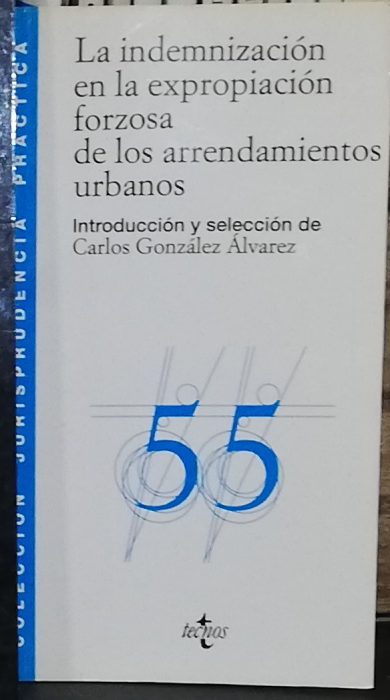 La indemnización
en la expropiación
forzosa
de los arrendamientos
urbanos
Introducción y selección de
Carlos González Álvarez
55
tecnos
COLECCIÓN JURISPRUDENCIA PRÁCTICA